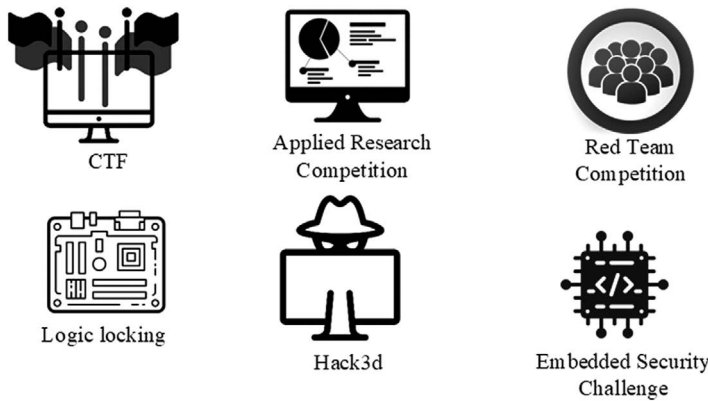 CTF
Applied Research
Competition
Red Team
Competition
Logic locking
Hack3d
Embedded Security
Challenge